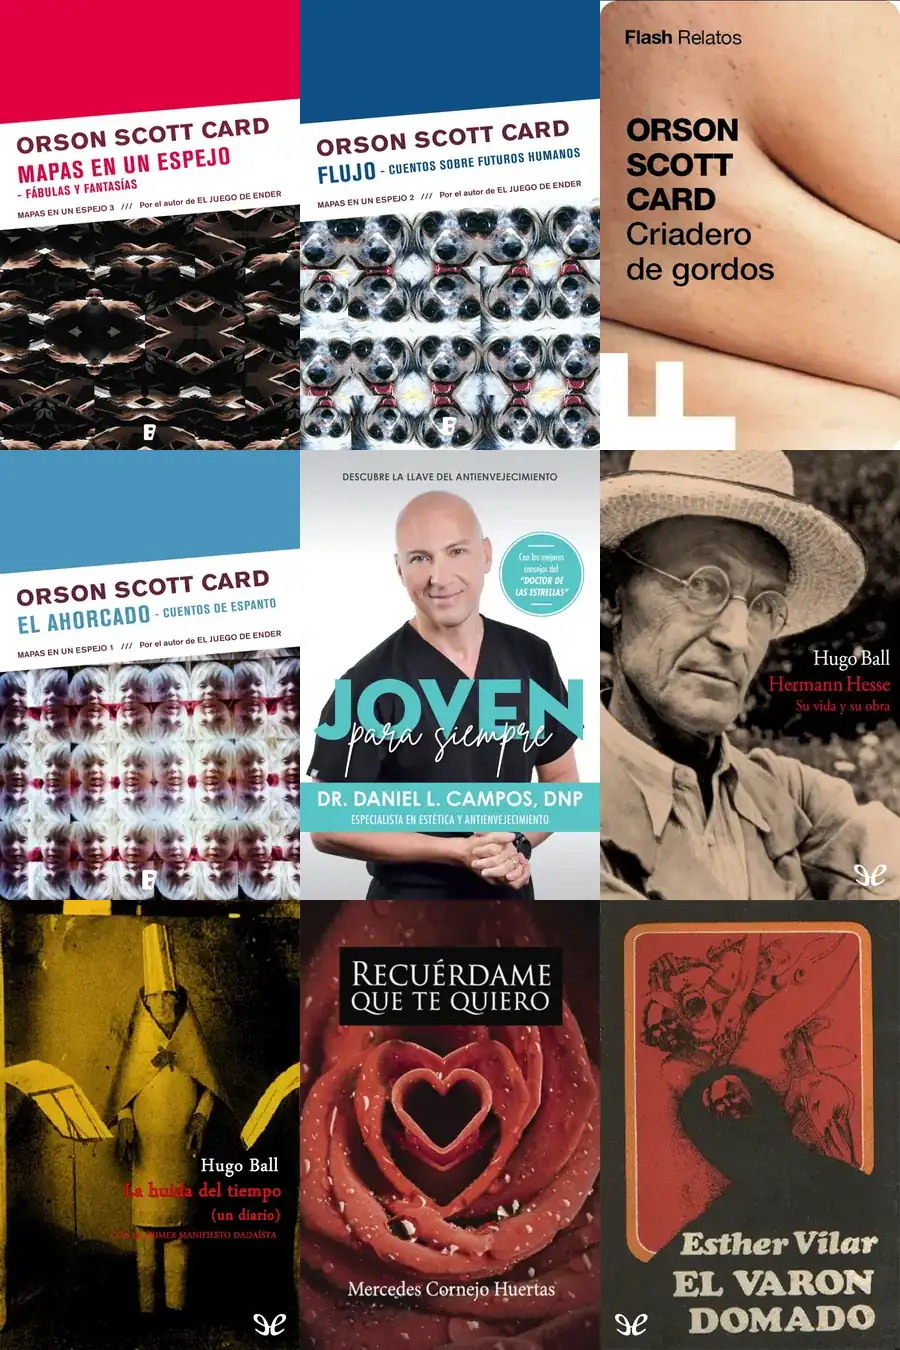 ORSON SCOTT CARD
MAPAS EN UN ESPEJO
- FÁBULAS Y FANTASÍAS
MAPAS EN UN ESPEJO 3 /// Por el autor de EL JUEGO DE ENDER
B
ORSON SCOTT CARD
FLUJO - CUENTOS SOBRE FUTUROS HUMANOS
MAPAS EN UN ESPEJO 2 /// Por el autor de EL JUEGO DE ENDER
B
Flash Relatos
ORSON
SCOTT
CARD
Criadero
de gordos
F
ORSON SCOTT CARD
EL AHORCADO - CUENTOS DE ESPANTO
MAPAS EN UN ESPEJO 1 /// Por el autor de EL JUEGO DE ENDER
B
DESCUBRE LA LLAVE DEL ANTIENVEJECIMIENTO
Con los mejores
consejos del
"DOCTOR DE
LAS ESTRELLAS"
JOVEN
para siempre
DR. DANIEL L. CAMPOS, DNP
ESPECIALISTA EN ESTÉTICA Y ANTIENVEJECIMIENTO
Hugo Ball
Hermann Hesse
Su vida y su obra
Hugo Ball
La huida del tiempo
(un diario)
CON EL PRIMER MANIFIESTO DADAÍSTA
RECUÉRDAME
QUE TE QUIERO
Mercedes Cornejo Huertas
Esther Vilar
EL VARON
DOMADO